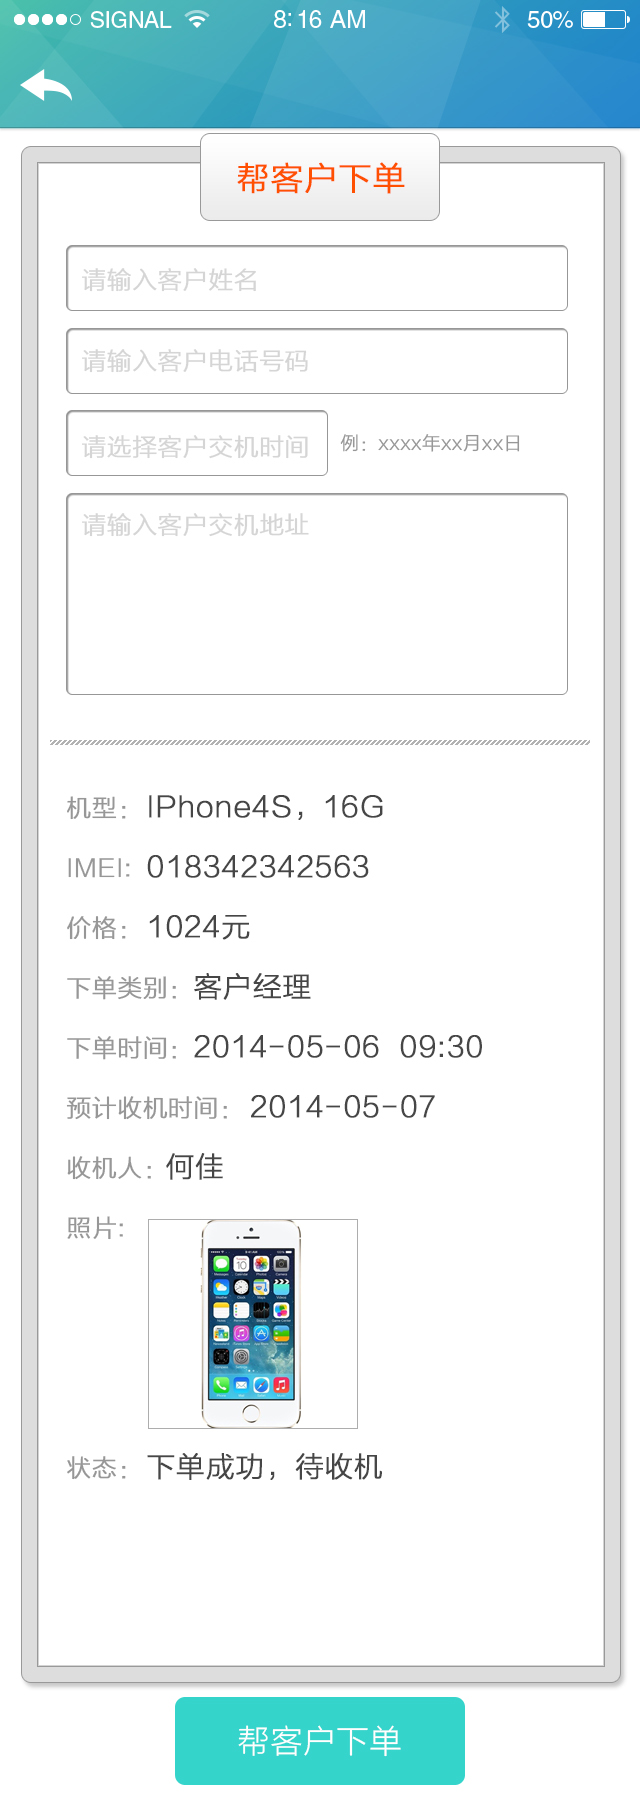 SIGNAL 8:16 AM 50%
帮客户下单
请输入客户姓名
请输入客户电话号码
请选择客户交机时间 例：xxxx年xx月xx日
请输入客户交机地址
机型：IPhone4S，16G
IMEI：018342342563
价格：1024元
下单类别：客户经理
下单时间：2014-05-06 09:30
预计收机时间：2014-05-07
收机人：何佳
照片：
状态：下单成功，待收机
帮客户下单